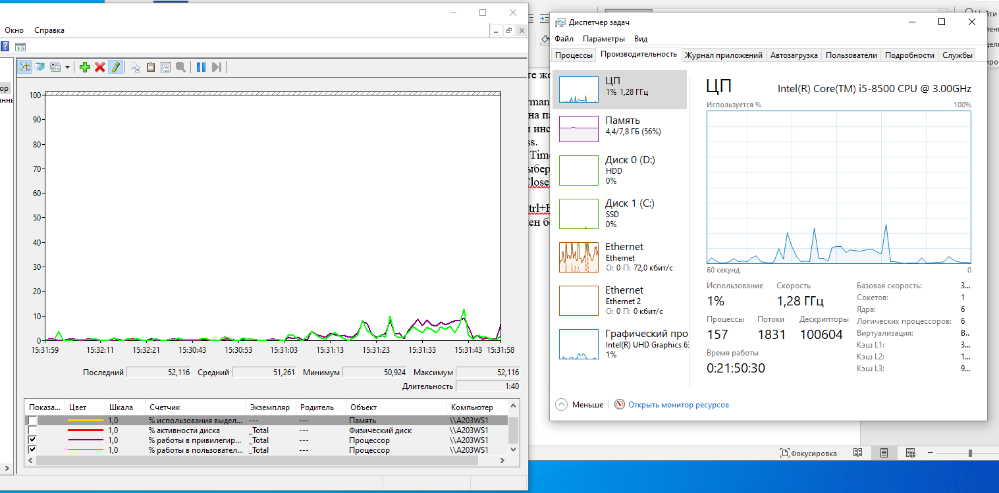 Окно Справка
ор
анны
100
90
80
70
60
50
40
30
20
10
0
15:31:59 15:32:11 15:32:21 15:30:43 15:30:53 15:31:03 15:31:13 15:31:23 15:31:33 15:31:43 15:31:58
Последний 52,116 Средний 51,261 Минимум 50,924 Максимум 52,116
Длительность 1:40
Показа... Цвет Шкала Счетчик Экземпляр Родитель Объект Компьютер
1,0 % использования выдел... --- --- Память \\A203WS1
1,0 % активности диска _Total --- Физический диск \\A203WS1
1,0 % работы в привилегир... _Total --- Процессор \\A203WS1
1,0 % работы в пользовател... _Total --- Процессор \\A203WS1
те же
rman
на па
и инс
ss.
Time
ыбер
Close
trl+F
ен б
Диспетчер задач
Файл Параметры Вид
Процессы Производительность Журнал приложений Автозагрузка Пользователи Подробности Службы
ЦП
1% 1,28 ГГц
Память
4,4/7,8 ГБ (56%)
Диск 0 (D:)
HDD
0%
Диск 1 (C:)
SSD
0%
Ethernet
Ethernet
О: 0 П: 72,0 кбит/с
Ethernet
Ethernet 2
О: 0 П: 0 кбит/с
Графический про
Intel(R) UHD Graphics 63
1%
ЦП Intel(R) Core(TM) i5-8500 CPU @ 3.00GHz
Используется % 100%
60 секунд 0
Использование Скорость
1% 1,28 ГГц
Процессы Потоки Дескрипторы
157 1831 100604
Время работы
0:21:50:30
Базовая скорость: 3...
Сокетов: 1
Ядра: 6
Логических процессоров: 6
Виртуализация: В..
Кэш L1: 3...
Кэш L2: 1...
Кэш L3: 9...
Меньше Открыть монитор ресурсов
Фокусировка